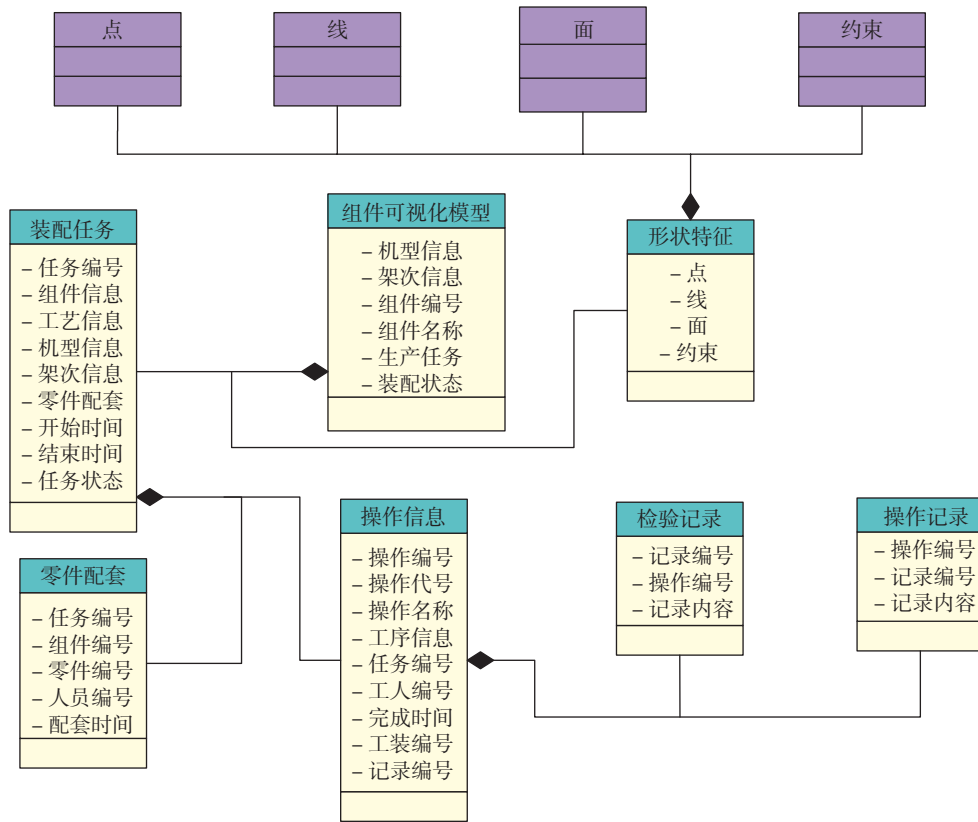 点
线
面
约束
装配任务
– 任务编号
– 组件信息
– 工艺信息
– 机型信息
– 架次信息
– 零件配套
– 开始时间
– 结束时间
– 任务状态
组件可视化模型
– 机型信息
– 架次信息
– 组件编号
– 组件名称
– 生产任务
– 装配状态
形状特征
– 点
– 线
– 面
– 约束
零件配套
– 任务编号
– 组件编号
– 零件编号
– 人员编号
– 配套时间
操作信息
– 操作编号
– 操作代号
– 操作名称
– 工序信息
– 任务编号
– 工人编号
– 完成时间
– 工装编号
– 记录编号
检验记录
– 记录编号
– 操作编号
– 记录内容
操作记录
– 操作编号
– 记录编号
– 记录内容